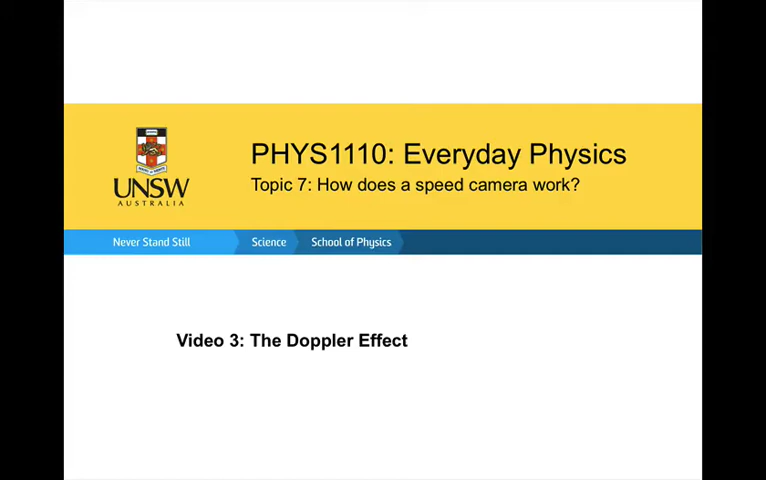 PHYS1110: Everyday Physics
Topic 7: How does a speed camera work?
UNSW
AUSTRALIA
Never Stand Still
Science
School of Physics
Video 3: The Doppler Effect